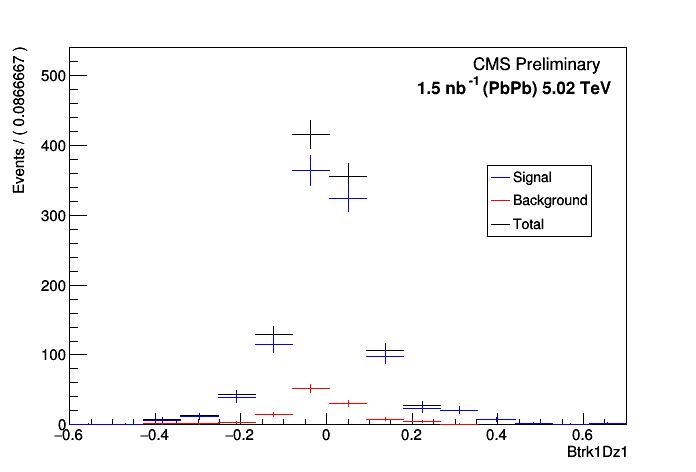 CMS Preliminary
1.5 nb⁻¹ (PbPb) 5.02 TeV
Events / ( 0.0866667 )
500
400
300
200
100
0
Signal
Background
Total
−0.6 −0.4 −0.2 0 0.2 0.4 0.6
Btrk1Dz1